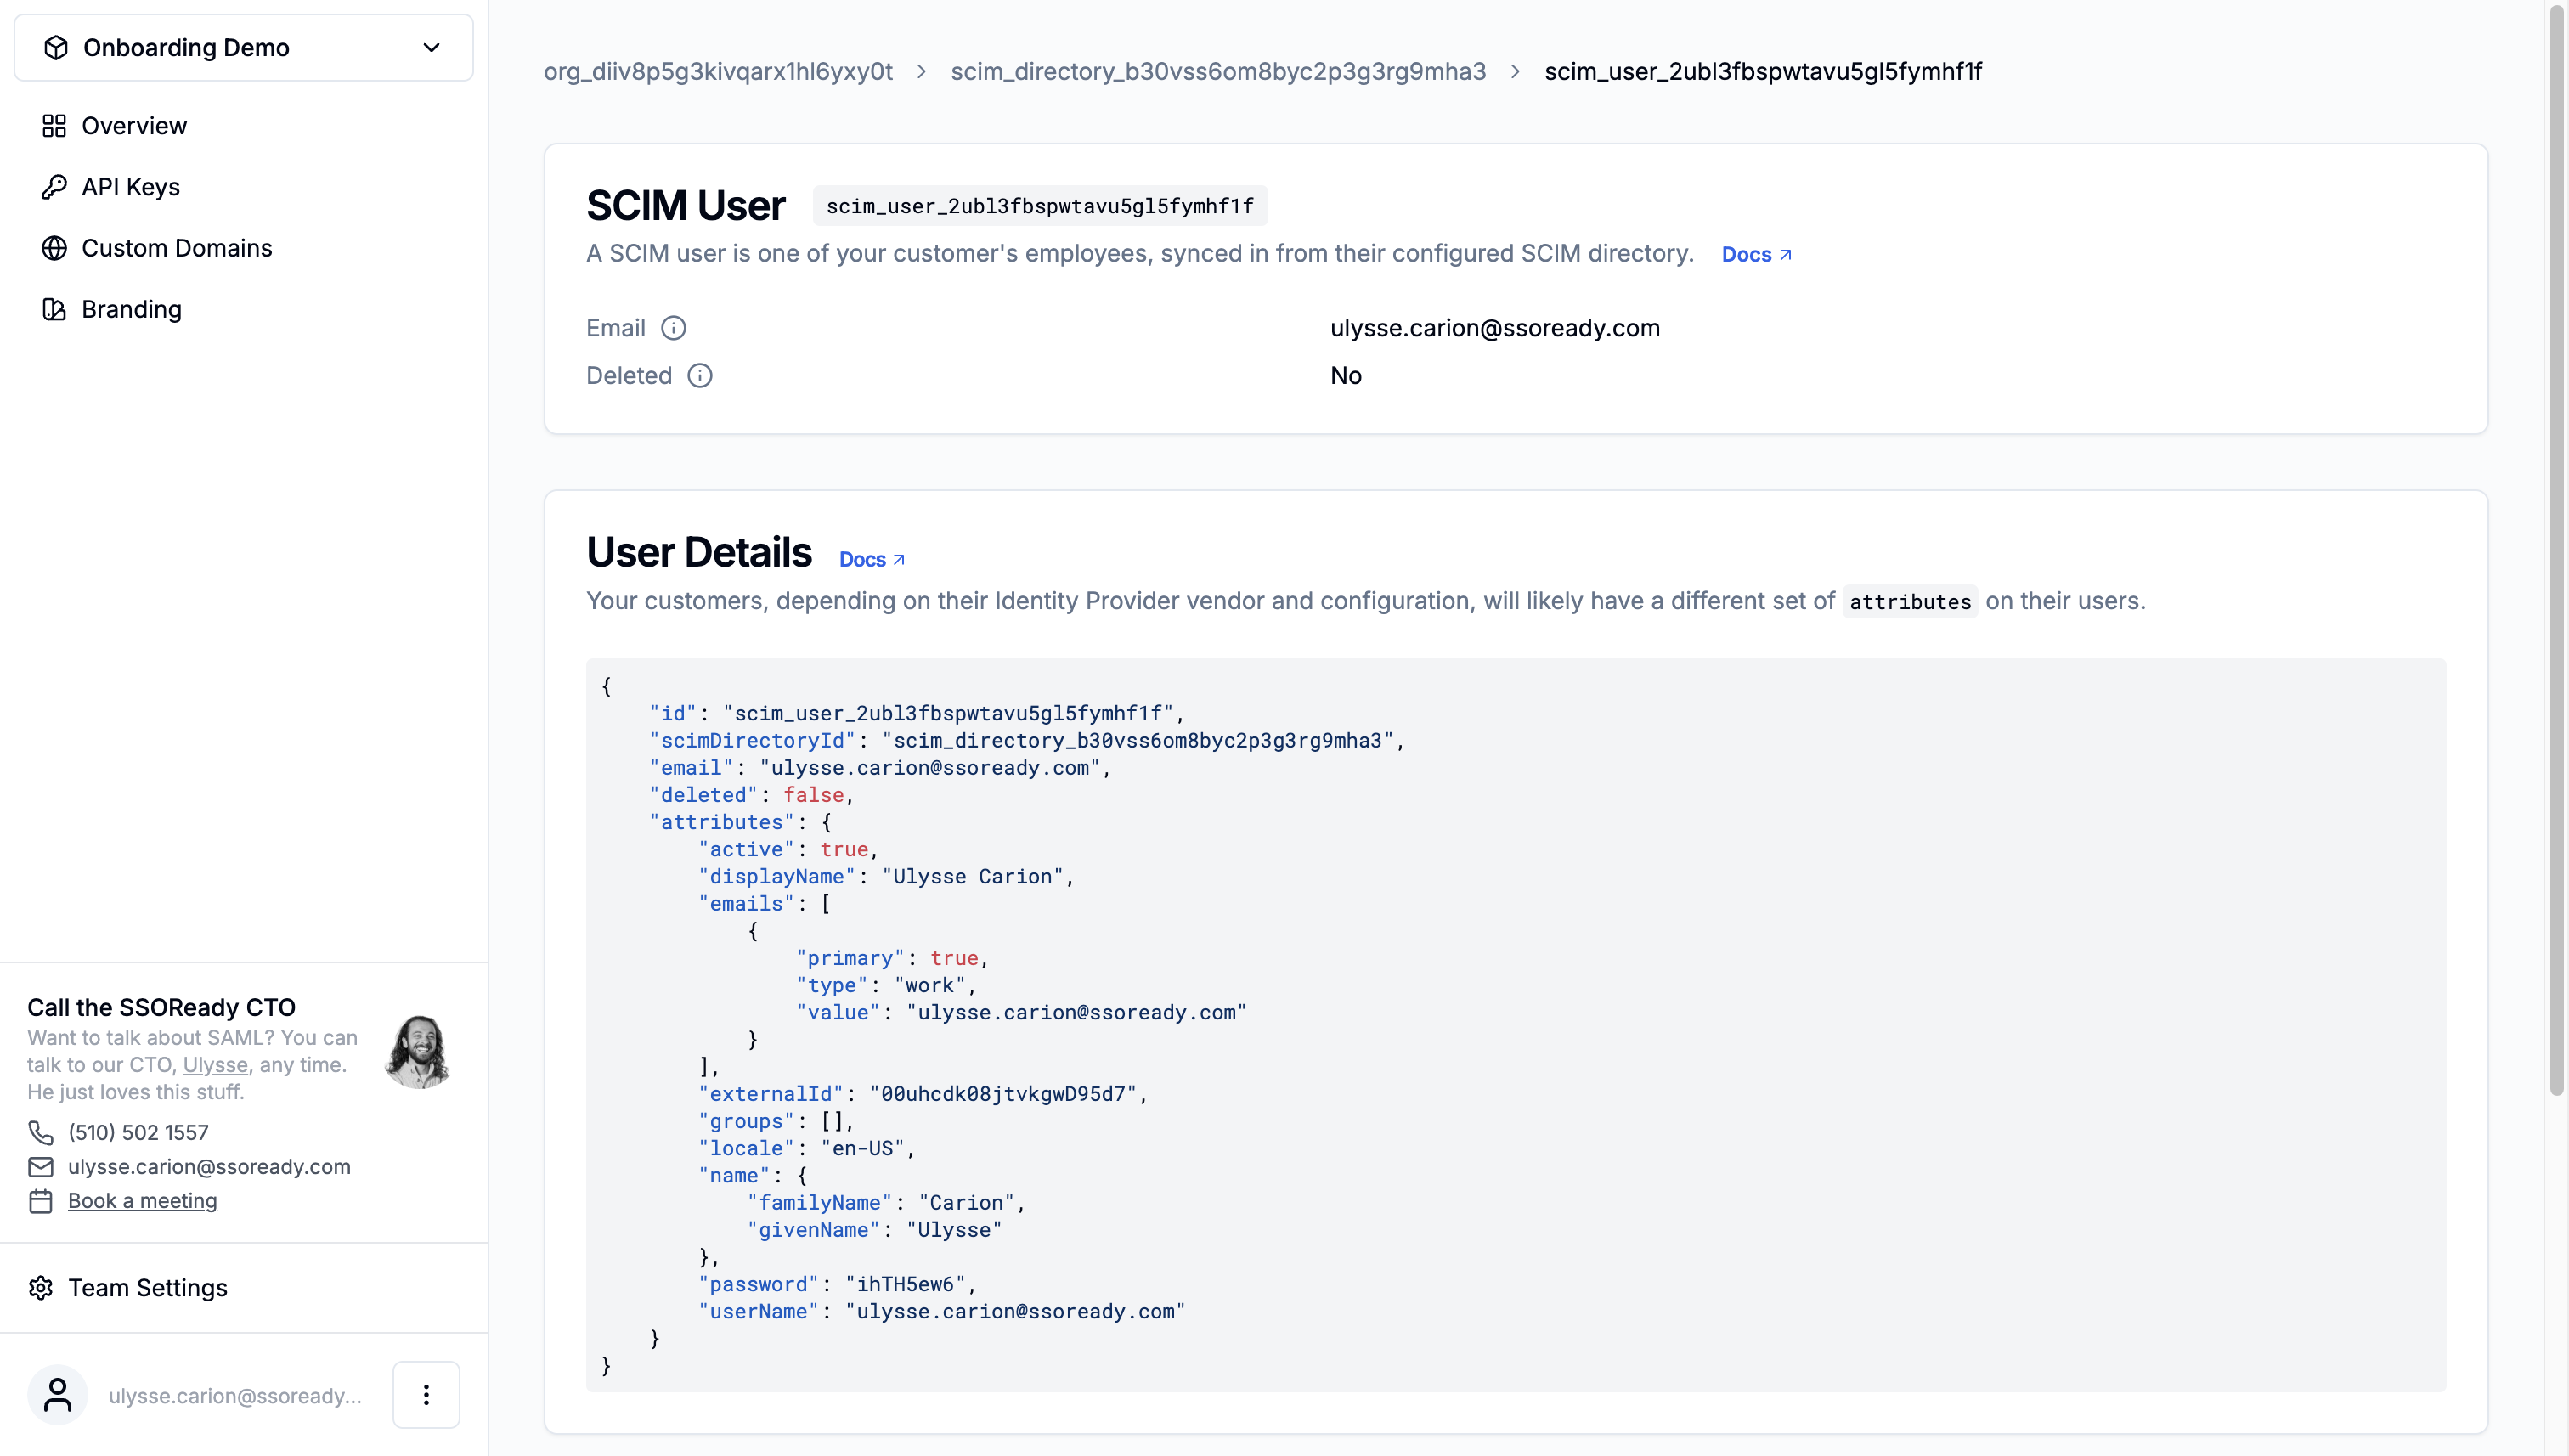 Onboarding Demo
Overview
API Keys
Custom Domains
Branding
Call the SSOReady CTO
Want to talk about SAML? You can
talk to our CTO, Ulysse, any time.
He just loves this stuff.
(510) 502 1557
ulysse.carion@ssoready.com
Book a meeting
Team Settings
ulysse.carion@ssoready...
org_diiv8p5g3kivqarx1hl6yxy0t > scim_directory_b30vss6om8byc2p3g3rg9mha3 > scim_user_2ubl3fbspwtavu5gl5fymhf1f
SCIM User scim_user_2ubl3fbspwtavu5gl5fymhf1f
A SCIM user is one of your customer's employees, synced in from their configured SCIM directory. Docs
Email ulysse.carion@ssoready.com
Deleted No
User Details Docs
Your customers, depending on their Identity Provider vendor and configuration, will likely have a different set of attributes on their users.
{
    "id": "scim_user_2ubl3fbspwtavu5gl5fymhf1f",
    "scimDirectoryId": "scim_directory_b30vss6om8byc2p3g3rg9mha3",
    "email": "ulysse.carion@ssoready.com",
    "deleted": false,
    "attributes": {
        "active": true,
        "displayName": "Ulysse Carion",
        "emails": [
            {
                "primary": true,
                "type": "work",
                "value": "ulysse.carion@ssoready.com"
            }
        ],
        "externalId": "00uhcdk08jtvkgwD95d7",
        "groups": [],
        "locale": "en-US",
        "name": {
            "familyName": "Carion",
            "givenName": "Ulysse"
        },
        "password": "ihTH5ew6",
        "userName": "ulysse.carion@ssoready.com"
    }
}